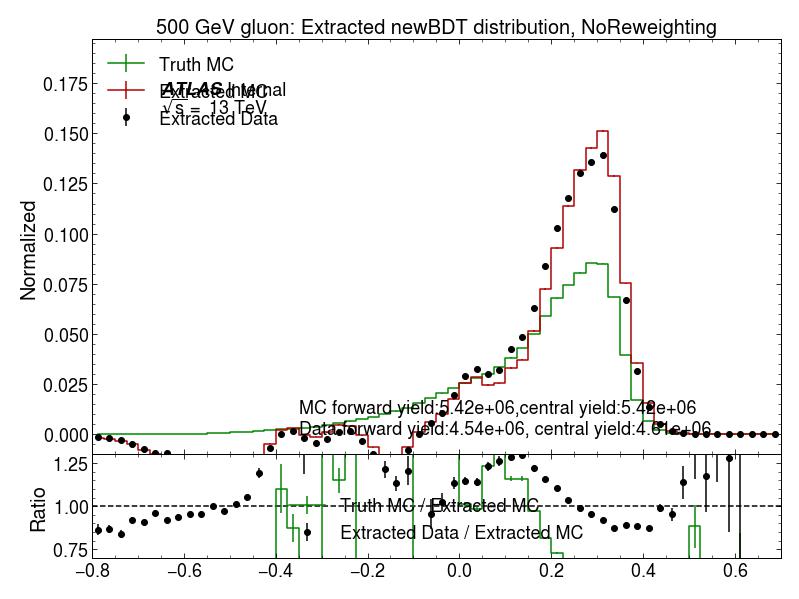 500 GeV gluon: Extracted newBDT distribution, NoReweighting
Truth MC
Extracted MC
ATLAS Internal
√s = 13 TeV
Extracted Data
Normalized
0.175
0.150
0.125
0.100
0.075
0.050
0.025
0.000
MC forward yield:5.42e+06,central yield:5.42e+06
Data forward yield:4.54e+06, central yield:4.61e+06
Ratio
1.25
1.00
0.75
Truth MC / Extracted MC
Extracted Data / Extracted MC
−0.8 −0.6 −0.4 −0.2 0.0 0.2 0.4 0.6